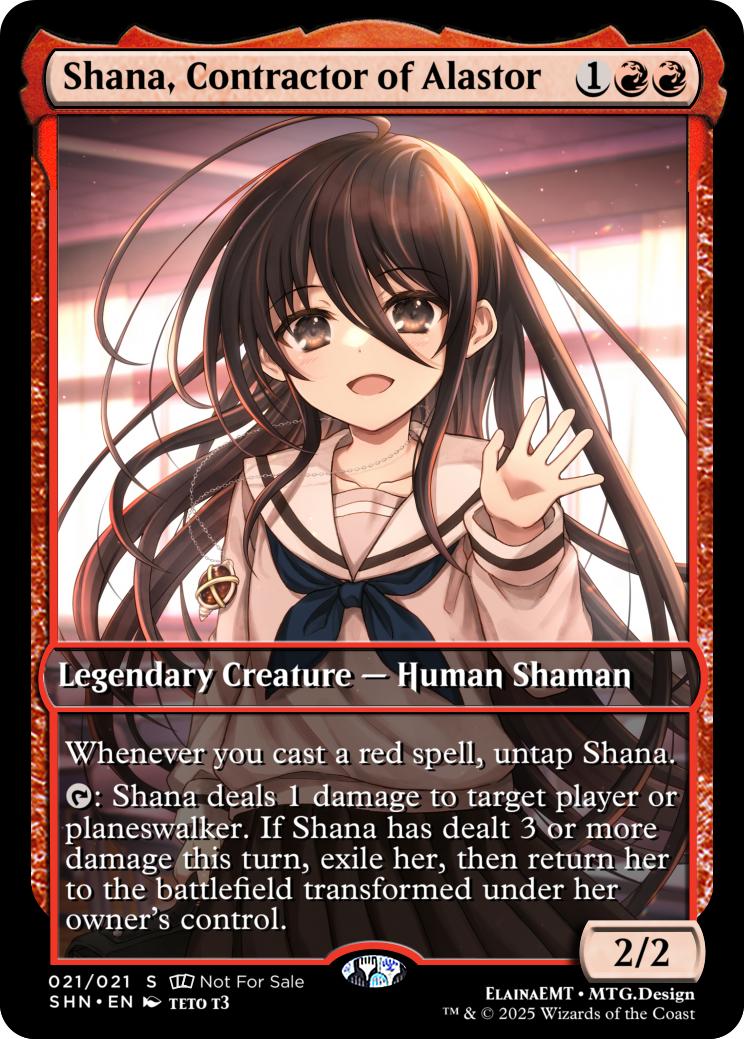 Shana, Contractor of Alastor 1
Legendary Creature — Human Shaman
Whenever you cast a red spell, untap Shana.
: Shana deals 1 damage to target player or
planeswalker. If Shana has dealt 3 or more
damage this turn, exile her, then return her
to the battlefield transformed under her
owner's control.
2/2
021/021 S Not For Sale
SHN • EN TETO T3
ELAINAEMT • MTG.DESIGN
™ & © 2025 Wizards of the Coast